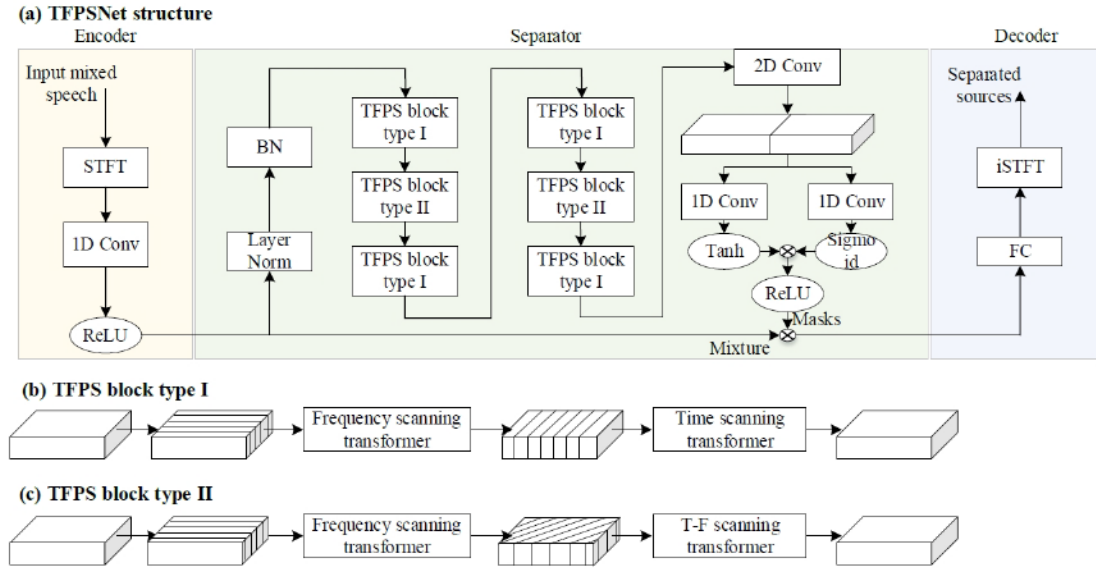 (a) TFPSNet structure
Encoder
Separator
Decoder
Input mixed
speech
STFT
1D Conv
ReLU
BN
Layer
Norm
TFPS block
type I
TFPS block
type II
TFPS block
type I
TFPS block
type I
TFPS block
type II
TFPS block
type I
2D Conv
1D Conv
1D Conv
Tanh
Sigmo
id
ReLU
Masks
Mixture
Separated
sources
iSTFT
FC
(b) TFPS block type I
Frequency scanning
transformer
Time scanning
transformer
(c) TFPS block type II
Frequency scanning
transformer
T-F scanning
transformer